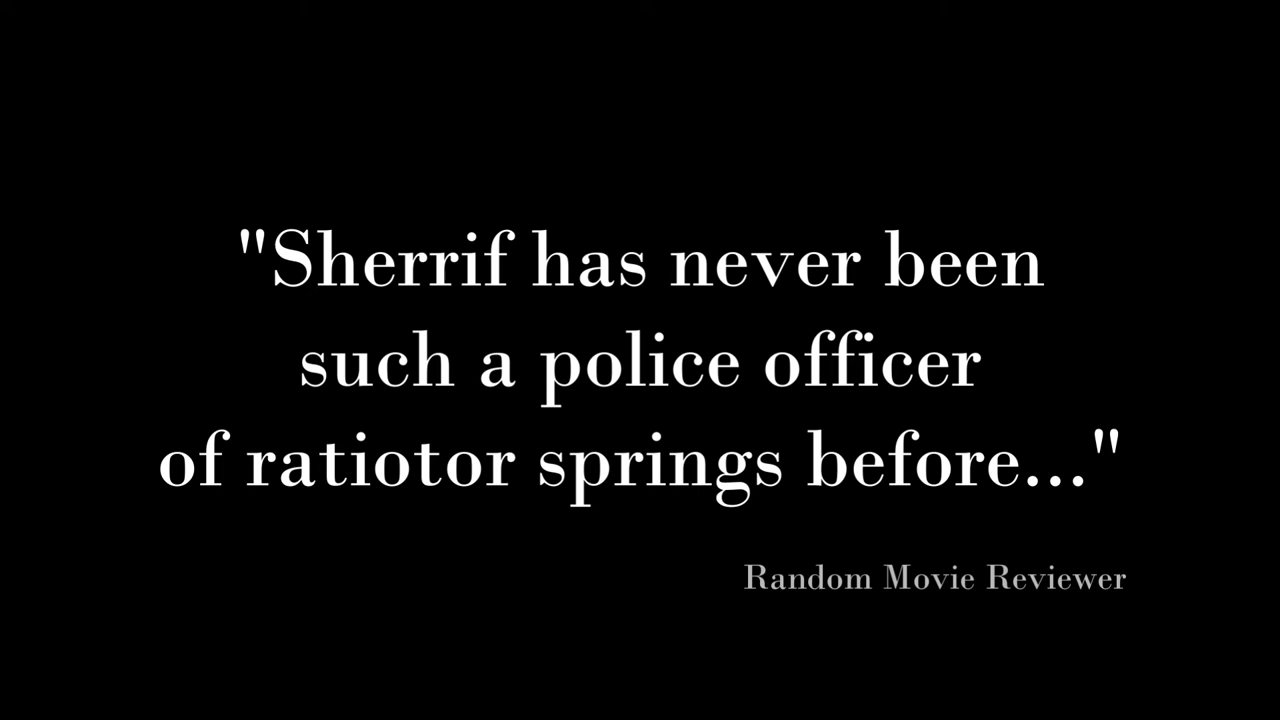 "Sherrif has never been
such a police officer
of ratiotor springs before..."
Random Movie Reviewer